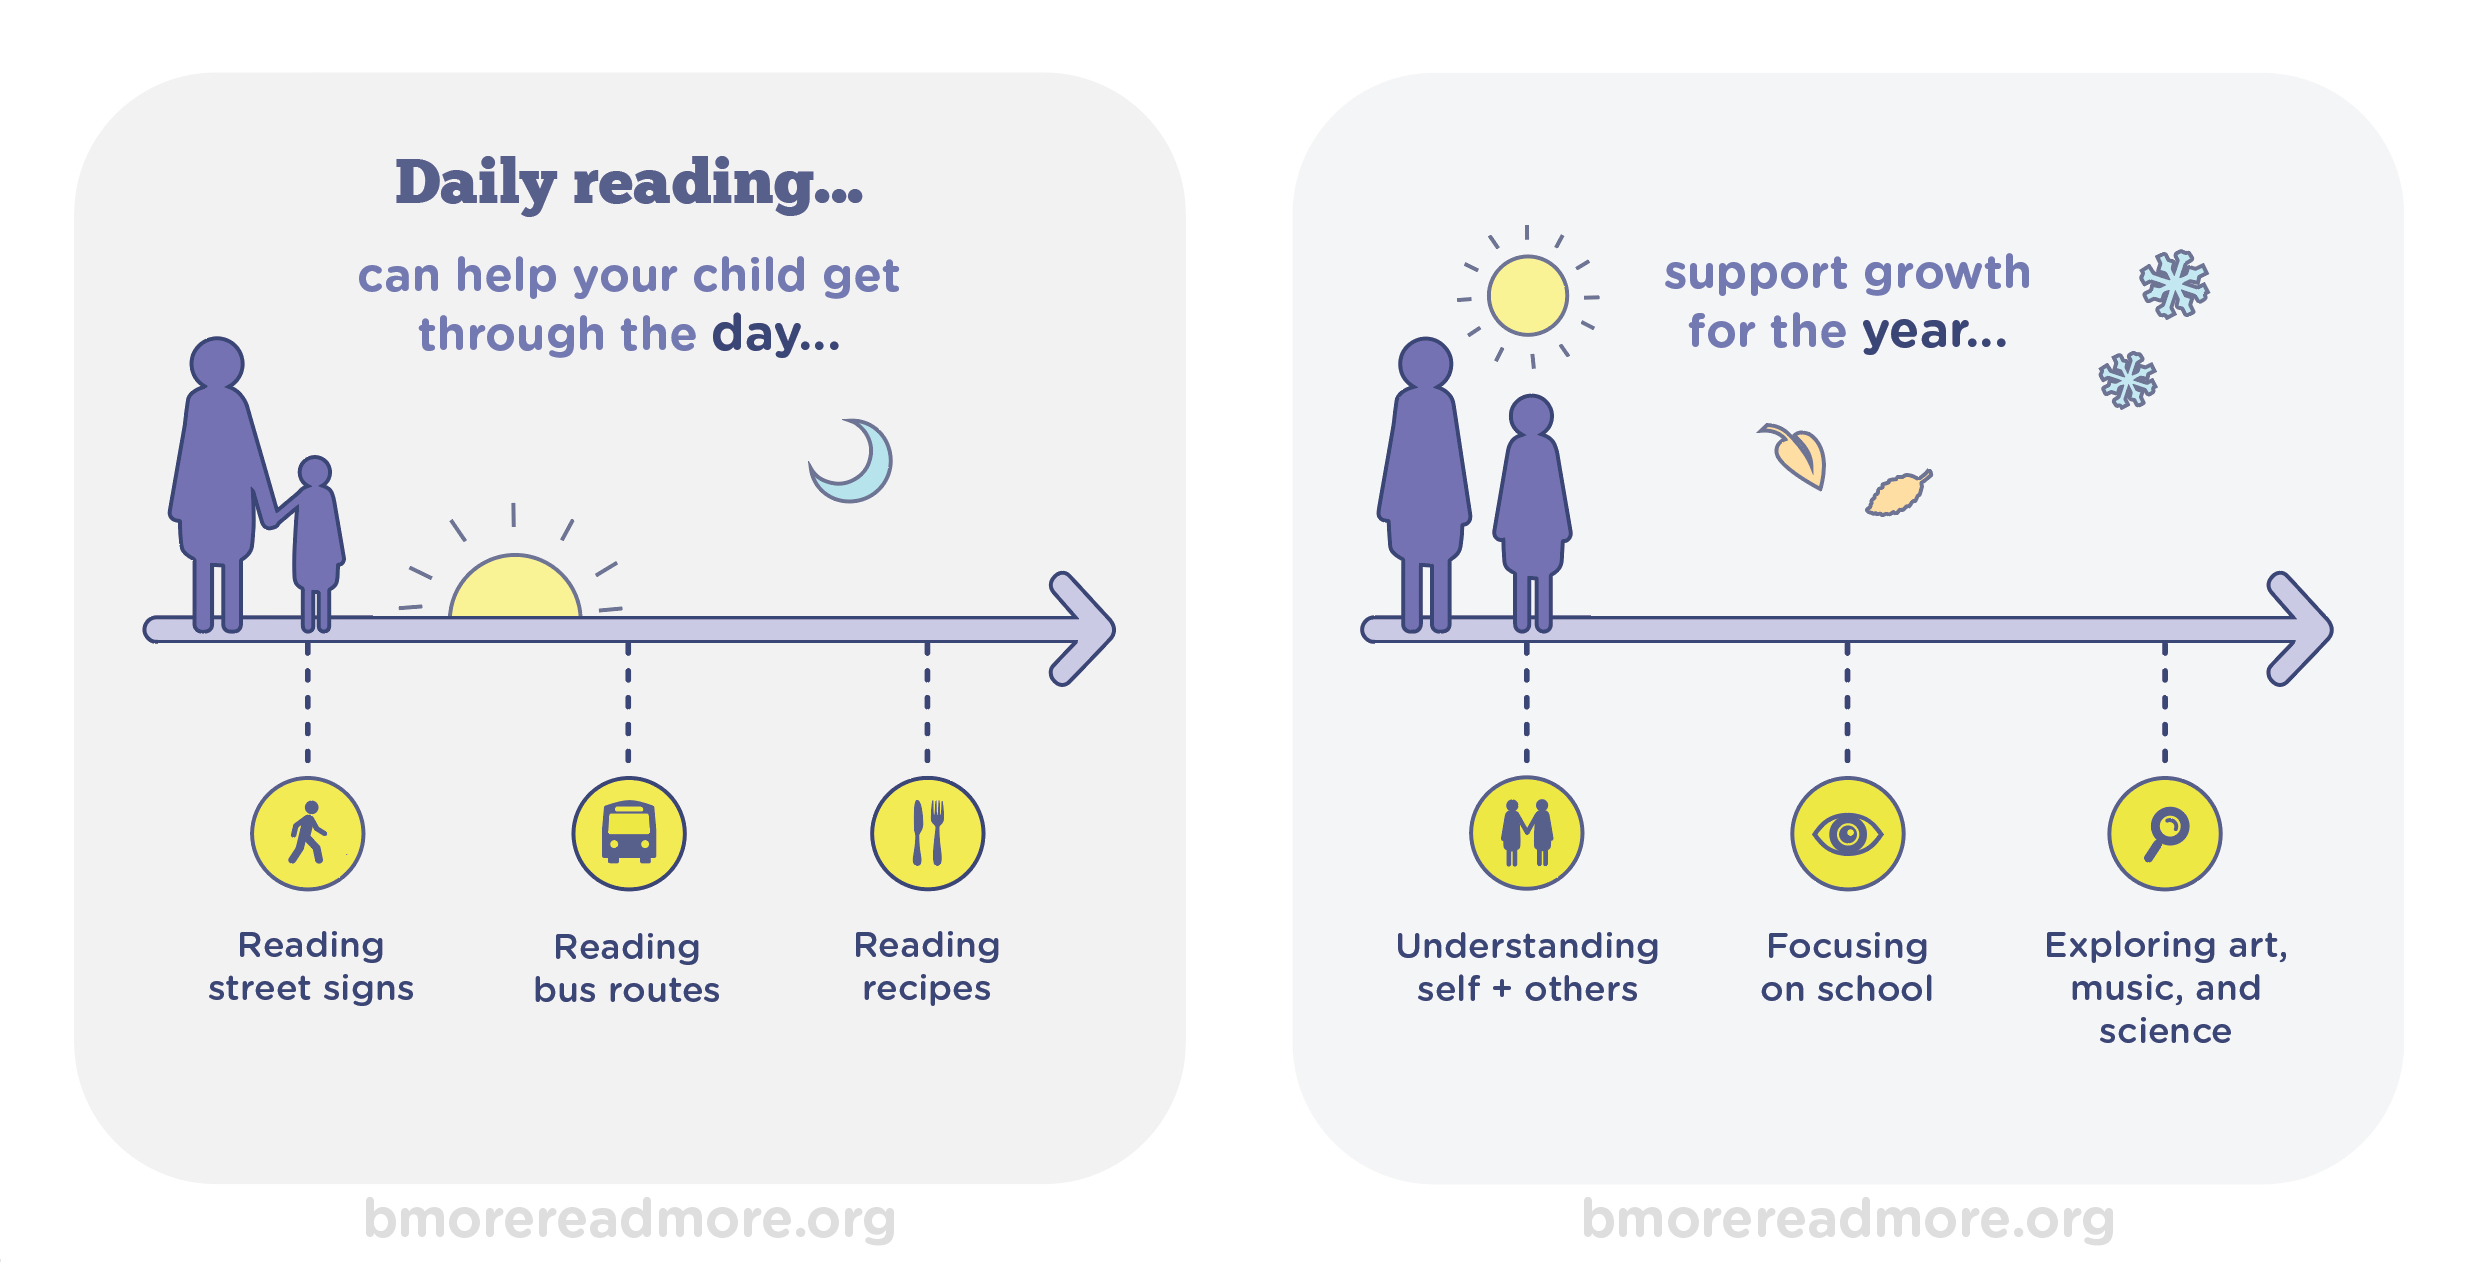 Daily reading...
can help your child get
through the day...
Reading
street signs
Reading
bus routes
Reading
recipes
bmorereadmore.org
support growth
for the year...
Understanding
self + others
Focusing
on school
Exploring art,
music, and
science
bmorereadmore.org